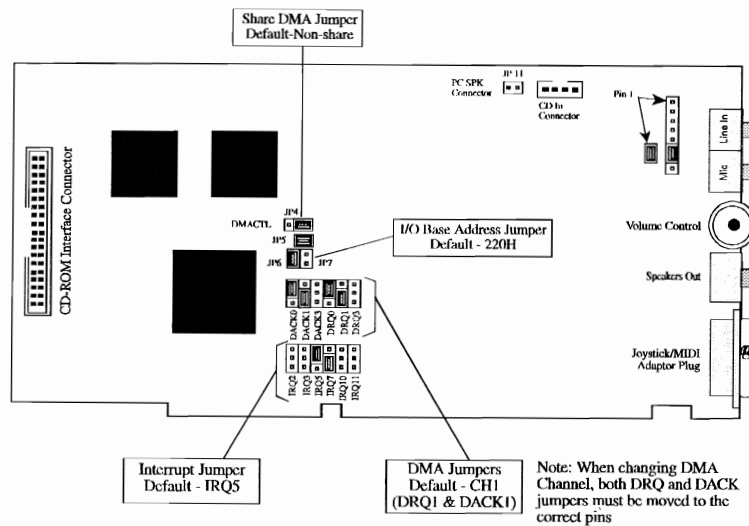 Share DMA Jumper
Default-Non-share
JP11
PC SPK
Connector
CD In
Connector
Pin 1
Line In
Mic
CD-ROM Interface Connector
JP4
DMACTL
JP5
JP6
JP7
I/O Base Address Jumper
Default - 220H
Volume Control
Speakers Out
DACK0
DACK1
DACK3
DRQ0
DRQ1
DRQ3
Joystick/MIDI
Adaptor Plug
IRQ2
IRQ3
IRQ5
IRQ7
IRQ10
IRQ11
Interrupt Jumper
Default - IRQ5
DMA Jumpers
Default - CH1
(DRQ1 & DACK1)
Note: When changing DMA
Channel, both DRQ and DACK
jumpers must be moved to the
correct pins